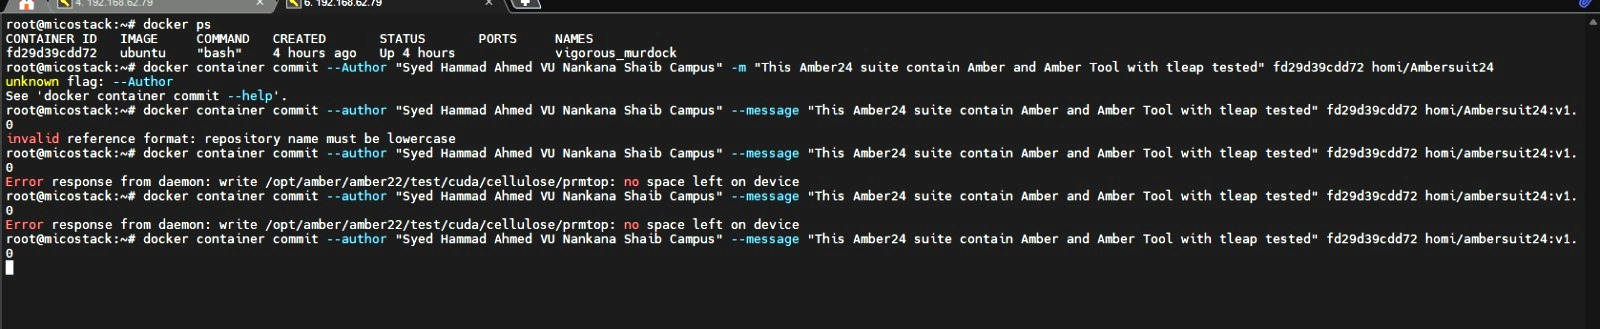 4. 192.168.62.79
6. 192.168.62.79
root@micostack:~# docker ps
CONTAINER ID   IMAGE     COMMAND   CREATED       STATUS       PORTS     NAMES
fd29d39cdd72   ubuntu    "bash"    4 hours ago   Up 4 hours             vigorous_murdock
root@micostack:~# docker container commit --Author "Syed Hammad Ahmed VU Nankana Shaib Campus" -m "This Amber24 suite contain Amber and Amber Tool with tleap tested" fd29d39cdd72 homi/Ambersuit24
unknown flag: --Author
See 'docker container commit --help'.
root@micostack:~# docker container commit --author "Syed Hammad Ahmed VU Nankana Shaib Campus" --message "This Amber24 suite contain Amber and Amber Tool with tleap tested" fd29d39cdd72 homi/Ambersuit24:v1.
0
invalid reference format: repository name must be lowercase
root@micostack:~# docker container commit --author "Syed Hammad Ahmed VU Nankana Shaib Campus" --message "This Amber24 suite contain Amber and Amber Tool with tleap tested" fd29d39cdd72 homi/ambersuit24:v1.
0
Error response from daemon: write /opt/amber/amber22/test/cuda/cellulose/prmtop: no space left on device
root@micostack:~# docker container commit --author "Syed Hammad Ahmed VU Nankana Shaib Campus" --message "This Amber24 suite contain Amber and Amber Tool with tleap tested" fd29d39cdd72 homi/ambersuit24:v1.
0
Error response from daemon: write /opt/amber/amber22/test/cuda/cellulose/prmtop: no space left on device
root@micostack:~# docker container commit --author "Syed Hammad Ahmed VU Nankana Shaib Campus" --message "This Amber24 suite contain Amber and Amber Tool with tleap tested" fd29d39cdd72 homi/ambersuit24:v1.
0